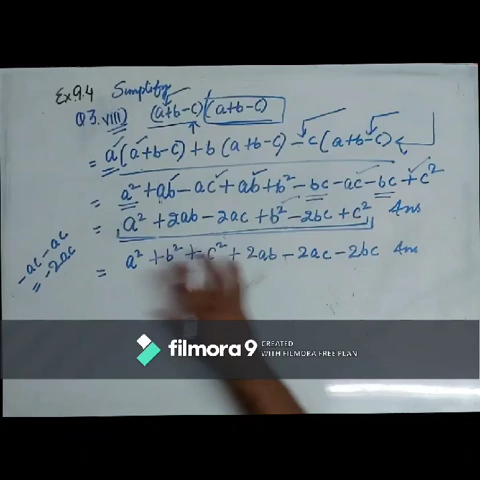 Ex 9.4 Simplify
Q3. viii) (a+b-c) (a+b-c)
= a(a+b-c) + b(a+b-c) - c(a+b-c)
= a² + ab - ac + ab + b² - bc - ac - bc + c²
= a² + 2ab - 2ac + b² - 2bc + c² Ans
-ac - ac
= -2ac
= a² + b² + c² + 2ab - 2ac - 2bc Ans
filmora 9 CREATED
WITH FILMORA FREE PLAN